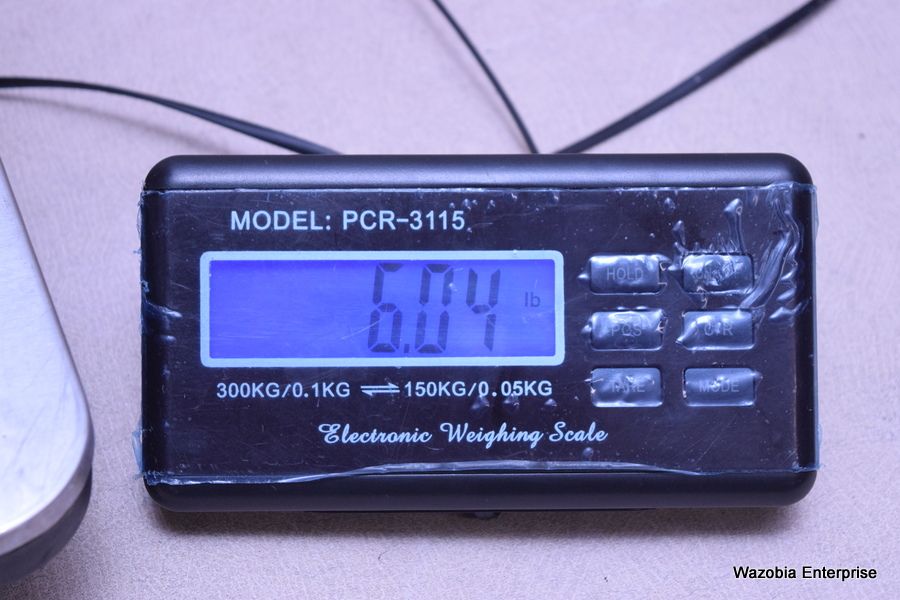 MODEL: PCR-3115
6.04 lb
HOLD
PCS
MODE
300KG/0.1KG ⇌ 150KG/0.05KG
Electronic Weighing Scale
Wazobia Enterprise